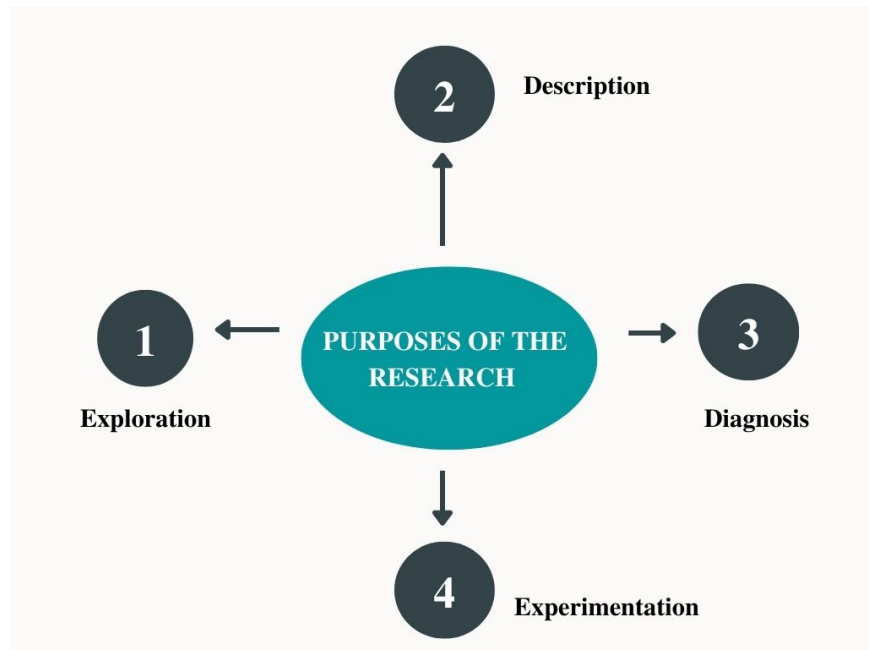 2
Description
PURPOSES OF THE
RESEARCH
1
Exploration
3
Diagnosis
4
Experimentation